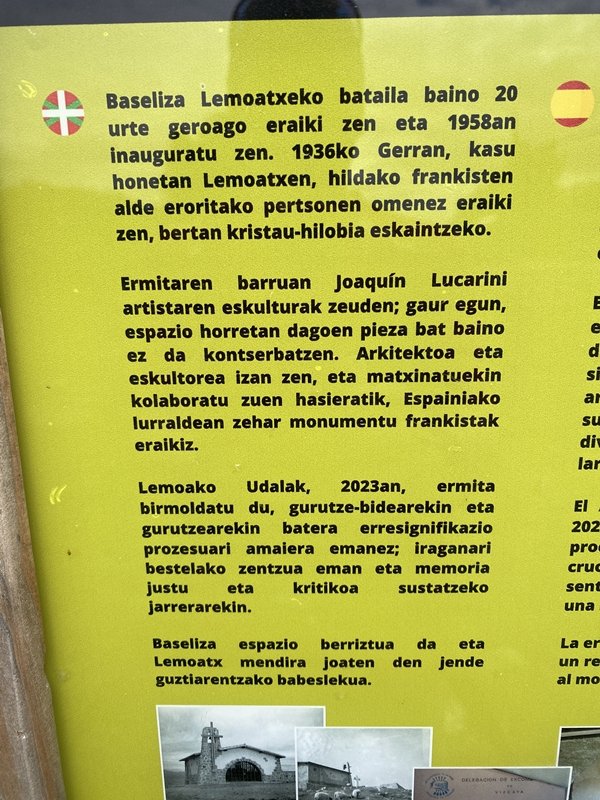 Baseliza Lemoatxeko bataila baino 20
urte geroago eraiki zen eta 1958an
inauguratu zen. 1936ko Gerran, kasu
honetan Lemoatxen, hildako frankisten
alde eroritako pertsonen omenez eraiki
zen, bertan kristau-hilobia eskaintzeko.
Ermitaren barruan Joaquín Lucarini
artistaren eskulturak zeuden; gaur egun,
espazio horretan dagoen pieza bat baino
ez da kontserbatzen. Arkitektoa eta
eskultorea izan zen, eta matxinatuekin
kolaboratu zuen hasieratik, Espainiako
lurraldean zehar monumentu frankistak
eraikiz.
Lemoako Udalak, 2023an, ermita
birmoldatu du, gurutze-bidearekin eta
gurutzearekin batera erresignifikazio
prozesuari amaiera emanez; iraganari
bestelako zentzua eman eta memoria
justu eta kritikoa sustatzeko
jarrerarekin.
Baseliza espazio berriztua da eta
Lemoatx mendira joaten den jende
guztiarentzako babeslekua.
El
202
La er
un re
al mo
DELEGACION DE
DE
VIZCAYA